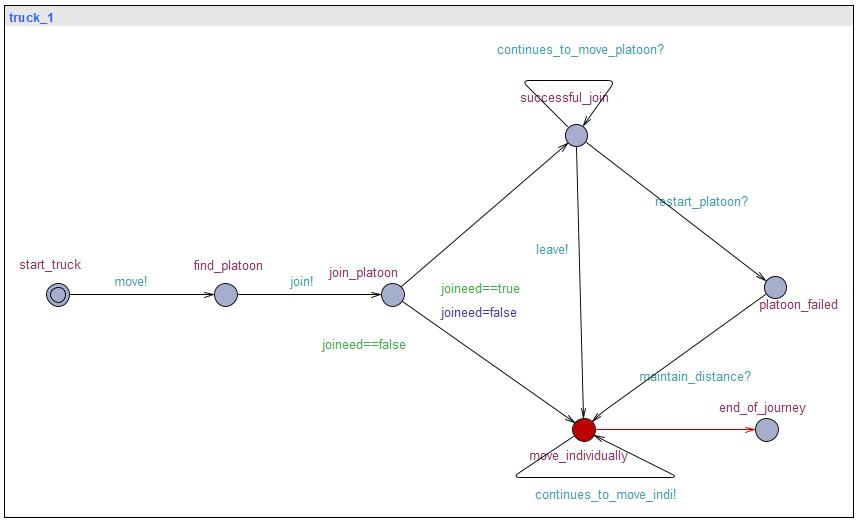 truck_1
continues_to_move_platoon?
successful_join
restart_platoon?
leave!
start_truck
find_platoon
join_platoon
move!
join!
joineed==true
joineed=false
platoon_failed
joineed==false
maintain_distance?
end_of_journey
move_individually
continues_to_move_indi!